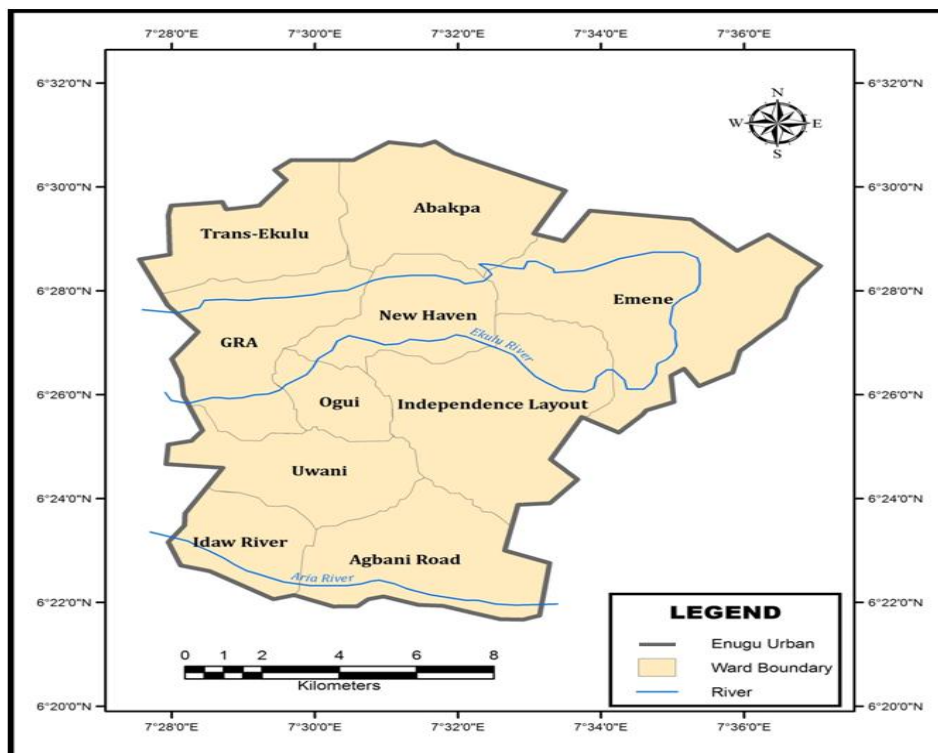 7°28'0"E 7°30'0"E 7°32'0"E 7°34'0"E 7°36'0"E
6°32'0"N 6°32'0"N
N
W E
S
6°30'0"N 6°30'0"N
Abakpa
Trans-Ekulu
6°28'0"N 6°28'0"N
Emene
New Haven
GRA
Ekulu River
6°26'0"N 6°26'0"N
Ogui
Independence Layout
Uwani
6°24'0"N 6°24'0"N
Idaw River
Agbani Road
Aria River
6°22'0"N 6°22'0"N
LEGEND
Enugu Urban
Ward Boundary
River
0 1 2 4 6 8
Kilometers
6°20'0"N 6°20'0"N
7°28'0"E 7°30'0"E 7°32'0"E 7°34'0"E 7°36'0"E